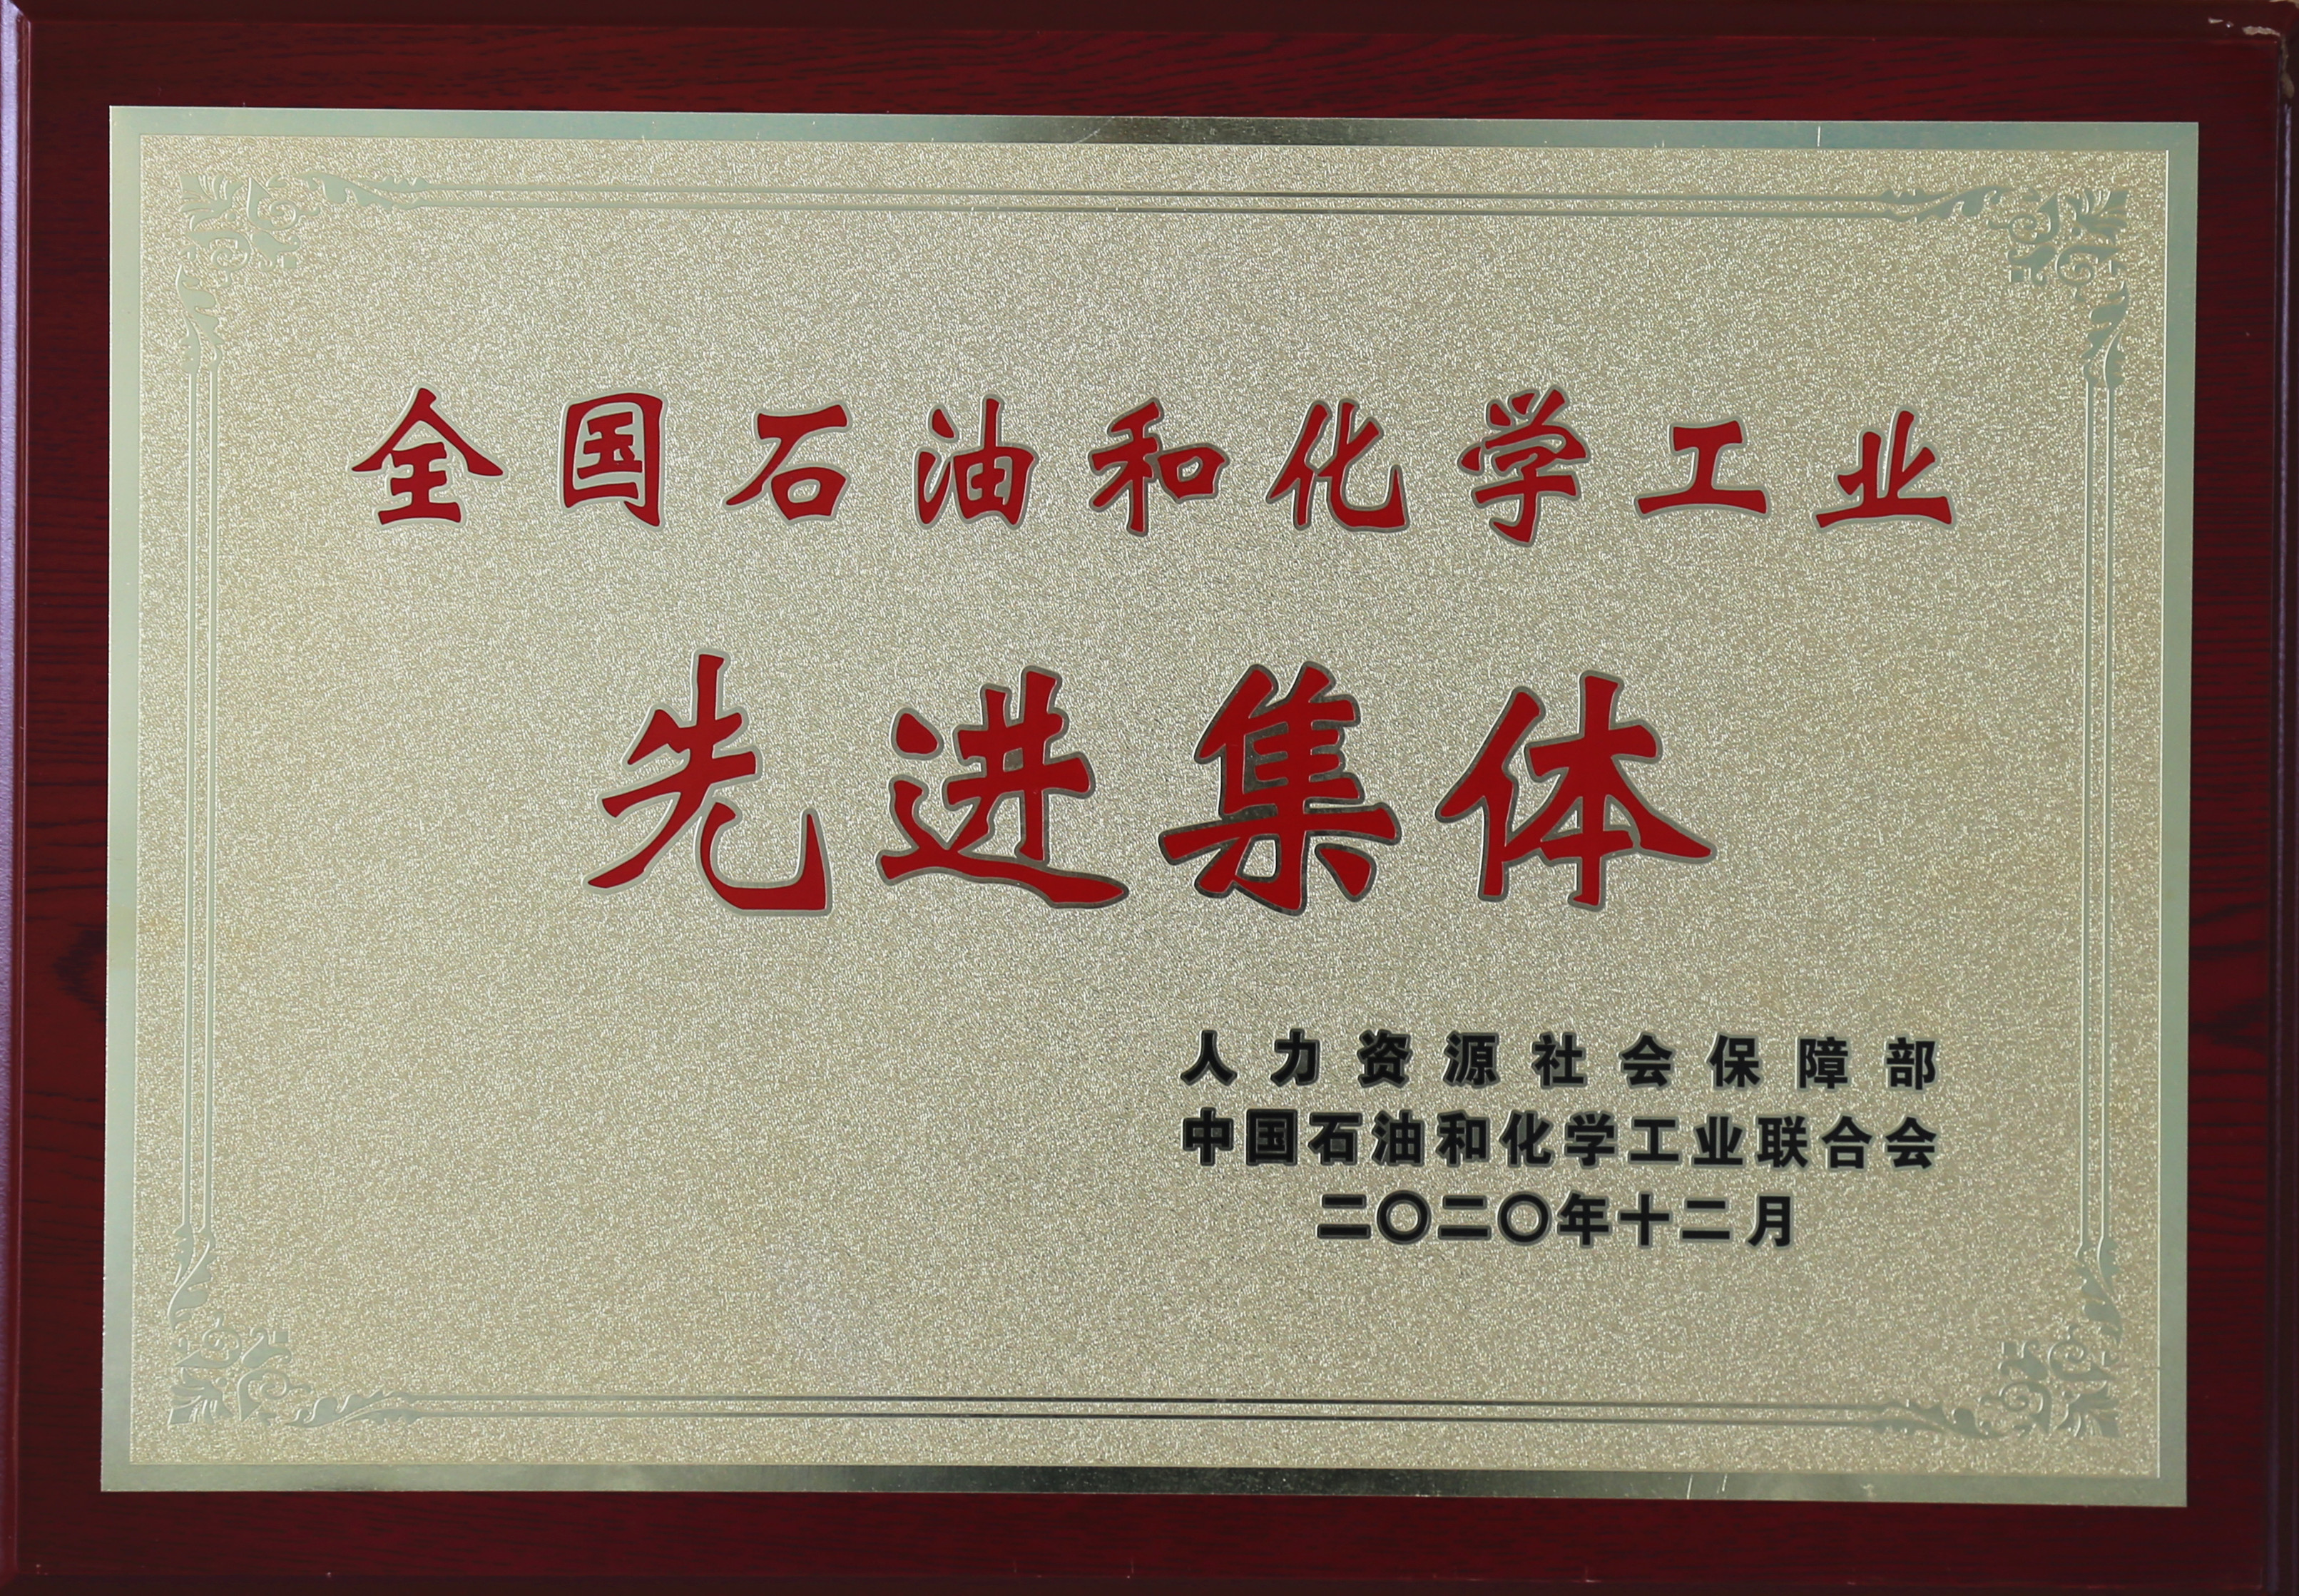 全国石油和化学工业
先进集体
人力资源社会保障部
中国石油和化学工业联合会
二〇二〇年十二月